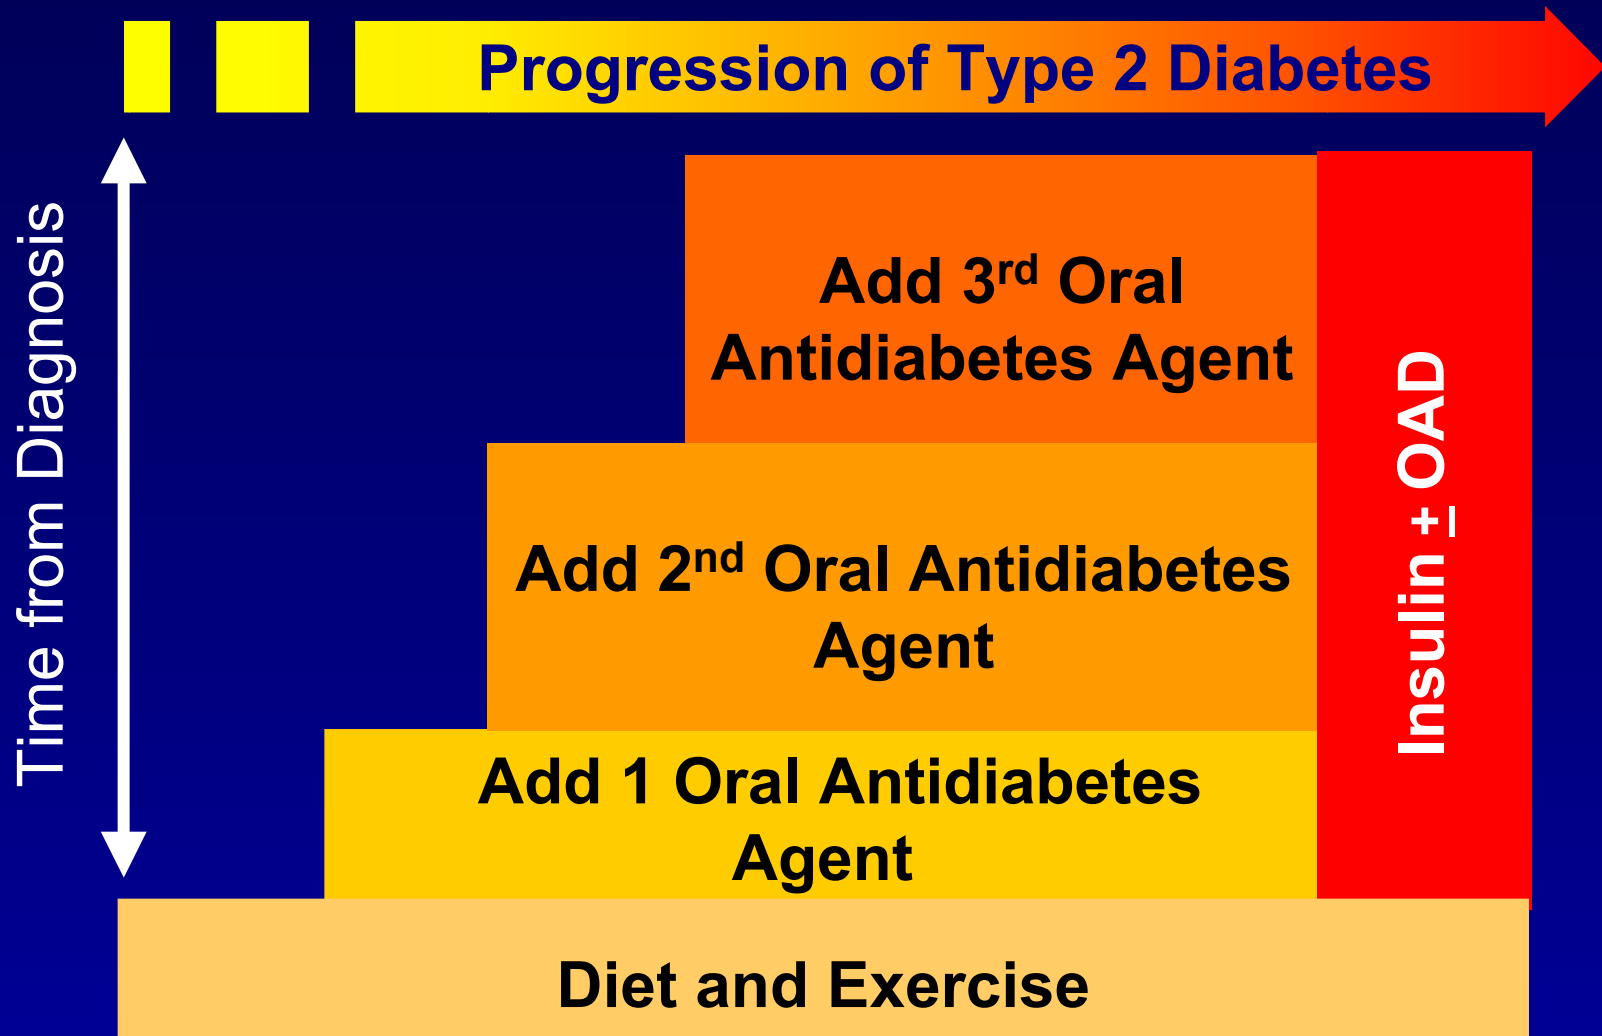 Progression of Type 2 Diabetes
Time from Diagnosis
Add 3rd Oral
Antidiabetes Agent
Add 2nd Oral Antidiabetes
Agent
Add 1 Oral Antidiabetes
Agent
Insulin ± OAD
Diet and Exercise